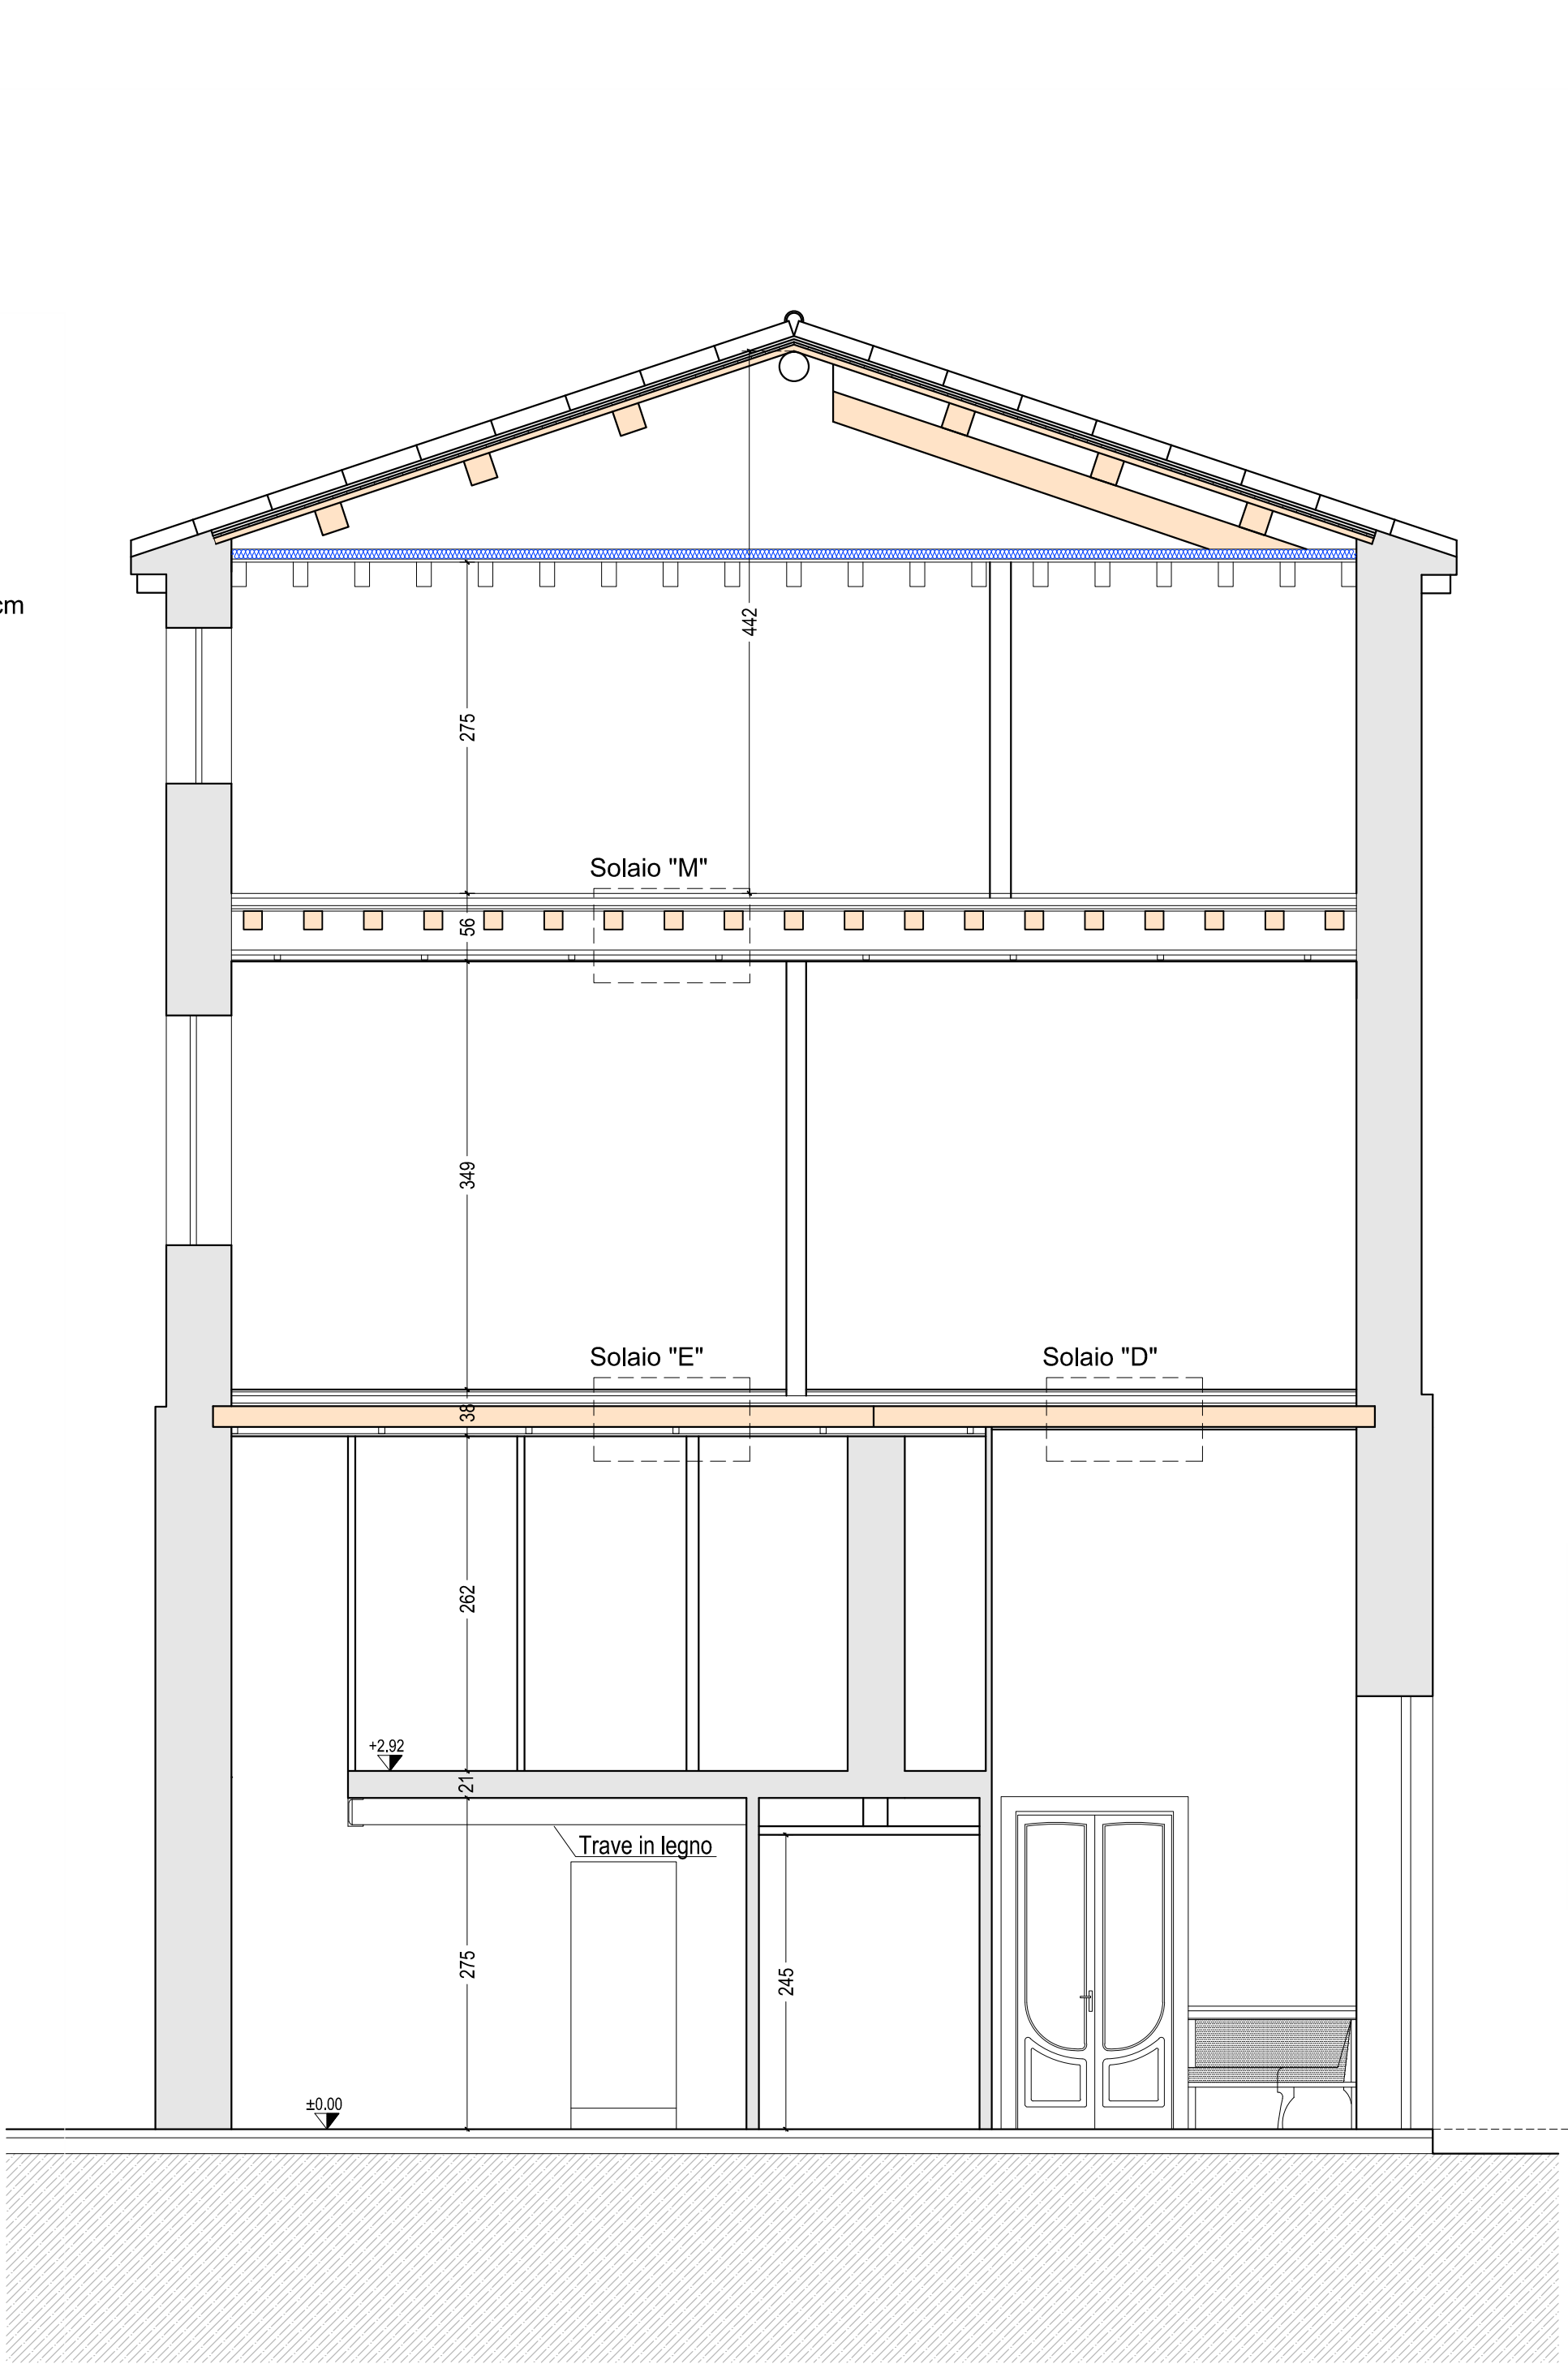 cm
442
275
Solaio "M"
56
349
Solaio "E"
Solaio "D"
38
262
+2.92
21
Trave in legno
275
245
±0.00